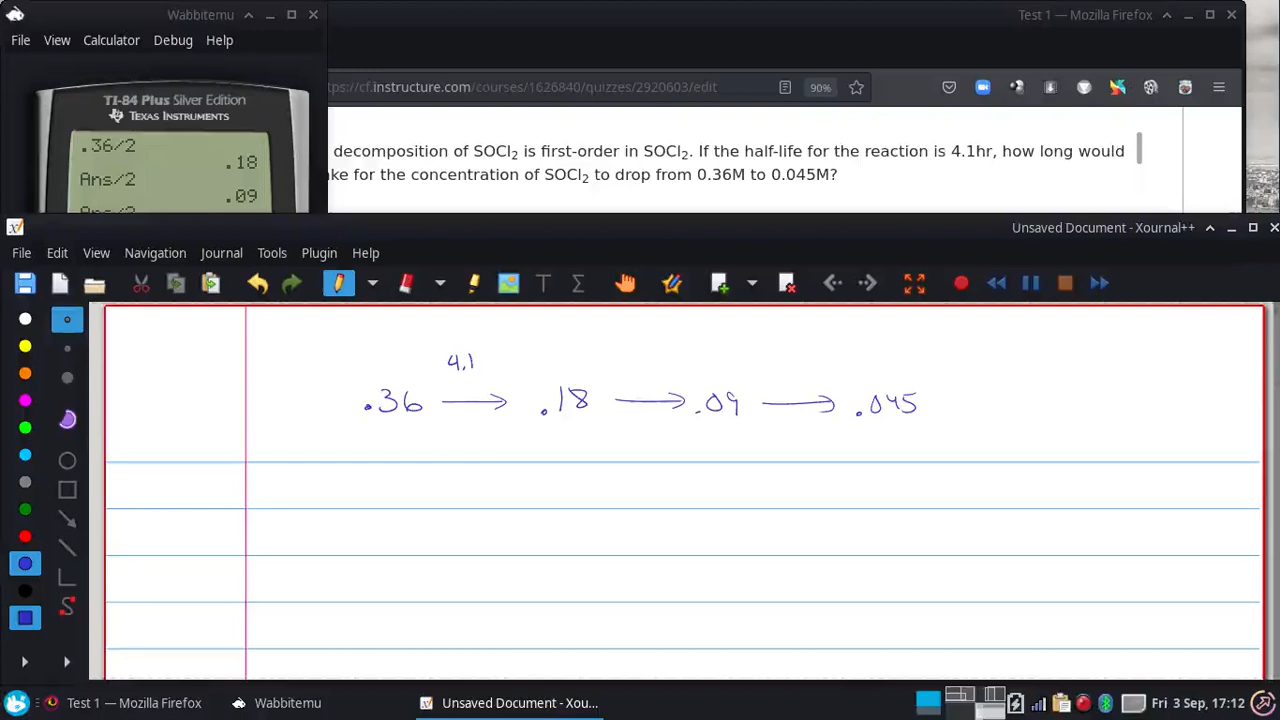 Wabbitemu
Test 1 — Mozilla Firefox
File View Calculator Debug Help
tps://cf.instructure.com/courses/1626840/quizzes/2920603/edit
90%
TI-84 Plus Silver Edition
TEXAS INSTRUMENTS
.36/2
.18
Ans/2
.09
decomposition of SOCl₂ is first-order in SOCl₂. If the half-life for the reaction is 4.1hr, how long would
ake for the concentration of SOCl₂ to drop from 0.36M to 0.045M?
Unsaved Document - Xournal++
File Edit View Navigation Journal Tools Plugin Help
4.1
.36 → .18 → .09 → .045
Test 1 — Mozilla Firefox
Wabbitemu
Unsaved Document - Xou...
Fri 3 Sep, 17:12